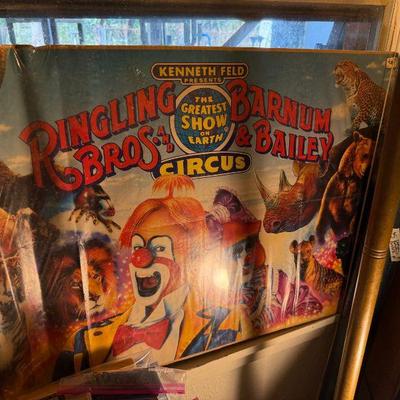 KENNETH FELD
PRESENTS
RINGLING BROS. AND
THE
GREATEST
SHOW
ON
EARTH
BARNUM & BAILEY
CIRCUS